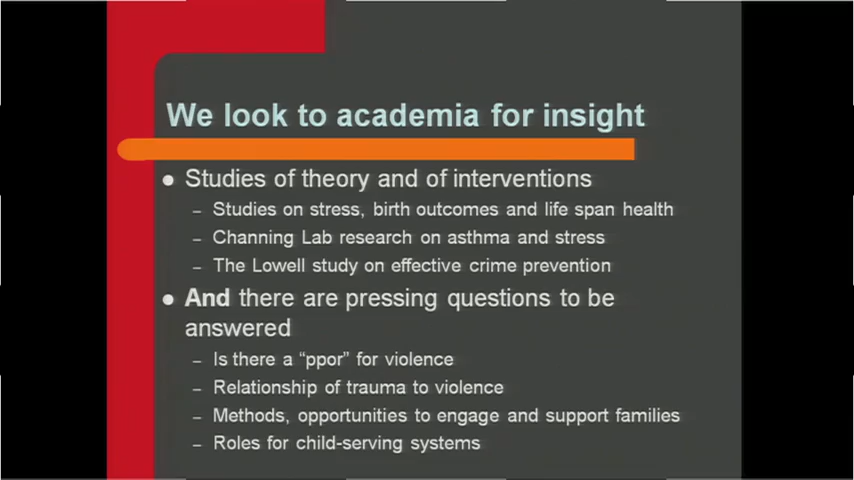 We look to academia for insight
● Studies of theory and of interventions
– Studies on stress, birth outcomes and life span health
– Channing Lab research on asthma and stress
– The Lowell study on effective crime prevention
● And there are pressing questions to be
answered
– Is there a “ppor” for violence
– Relationship of trauma to violence
– Methods, opportunities to engage and support families
– Roles for child-serving systems